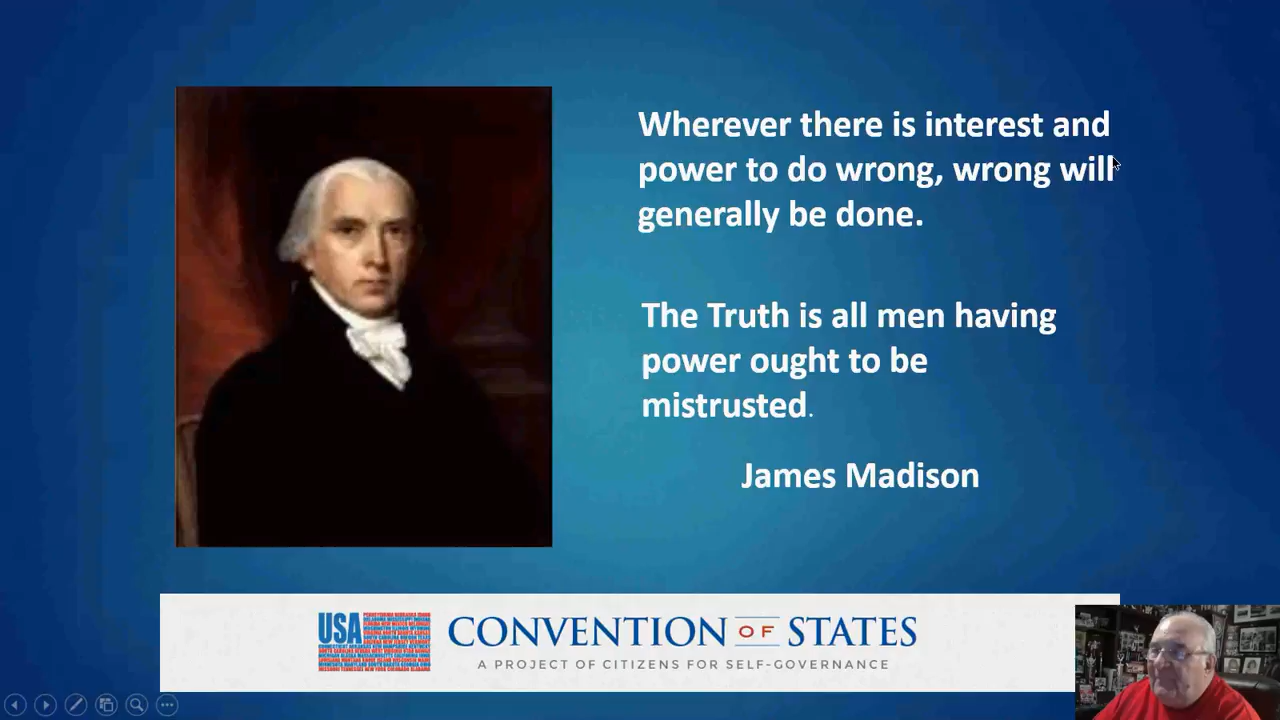 Wherever there is interest and
power to do wrong, wrong will
generally be done.
The Truth is all men having
power ought to be
mistrusted.
James Madison
USA
CONVENTION OF STATES
A PROJECT OF CITIZENS FOR SELF-GOVERNANCE